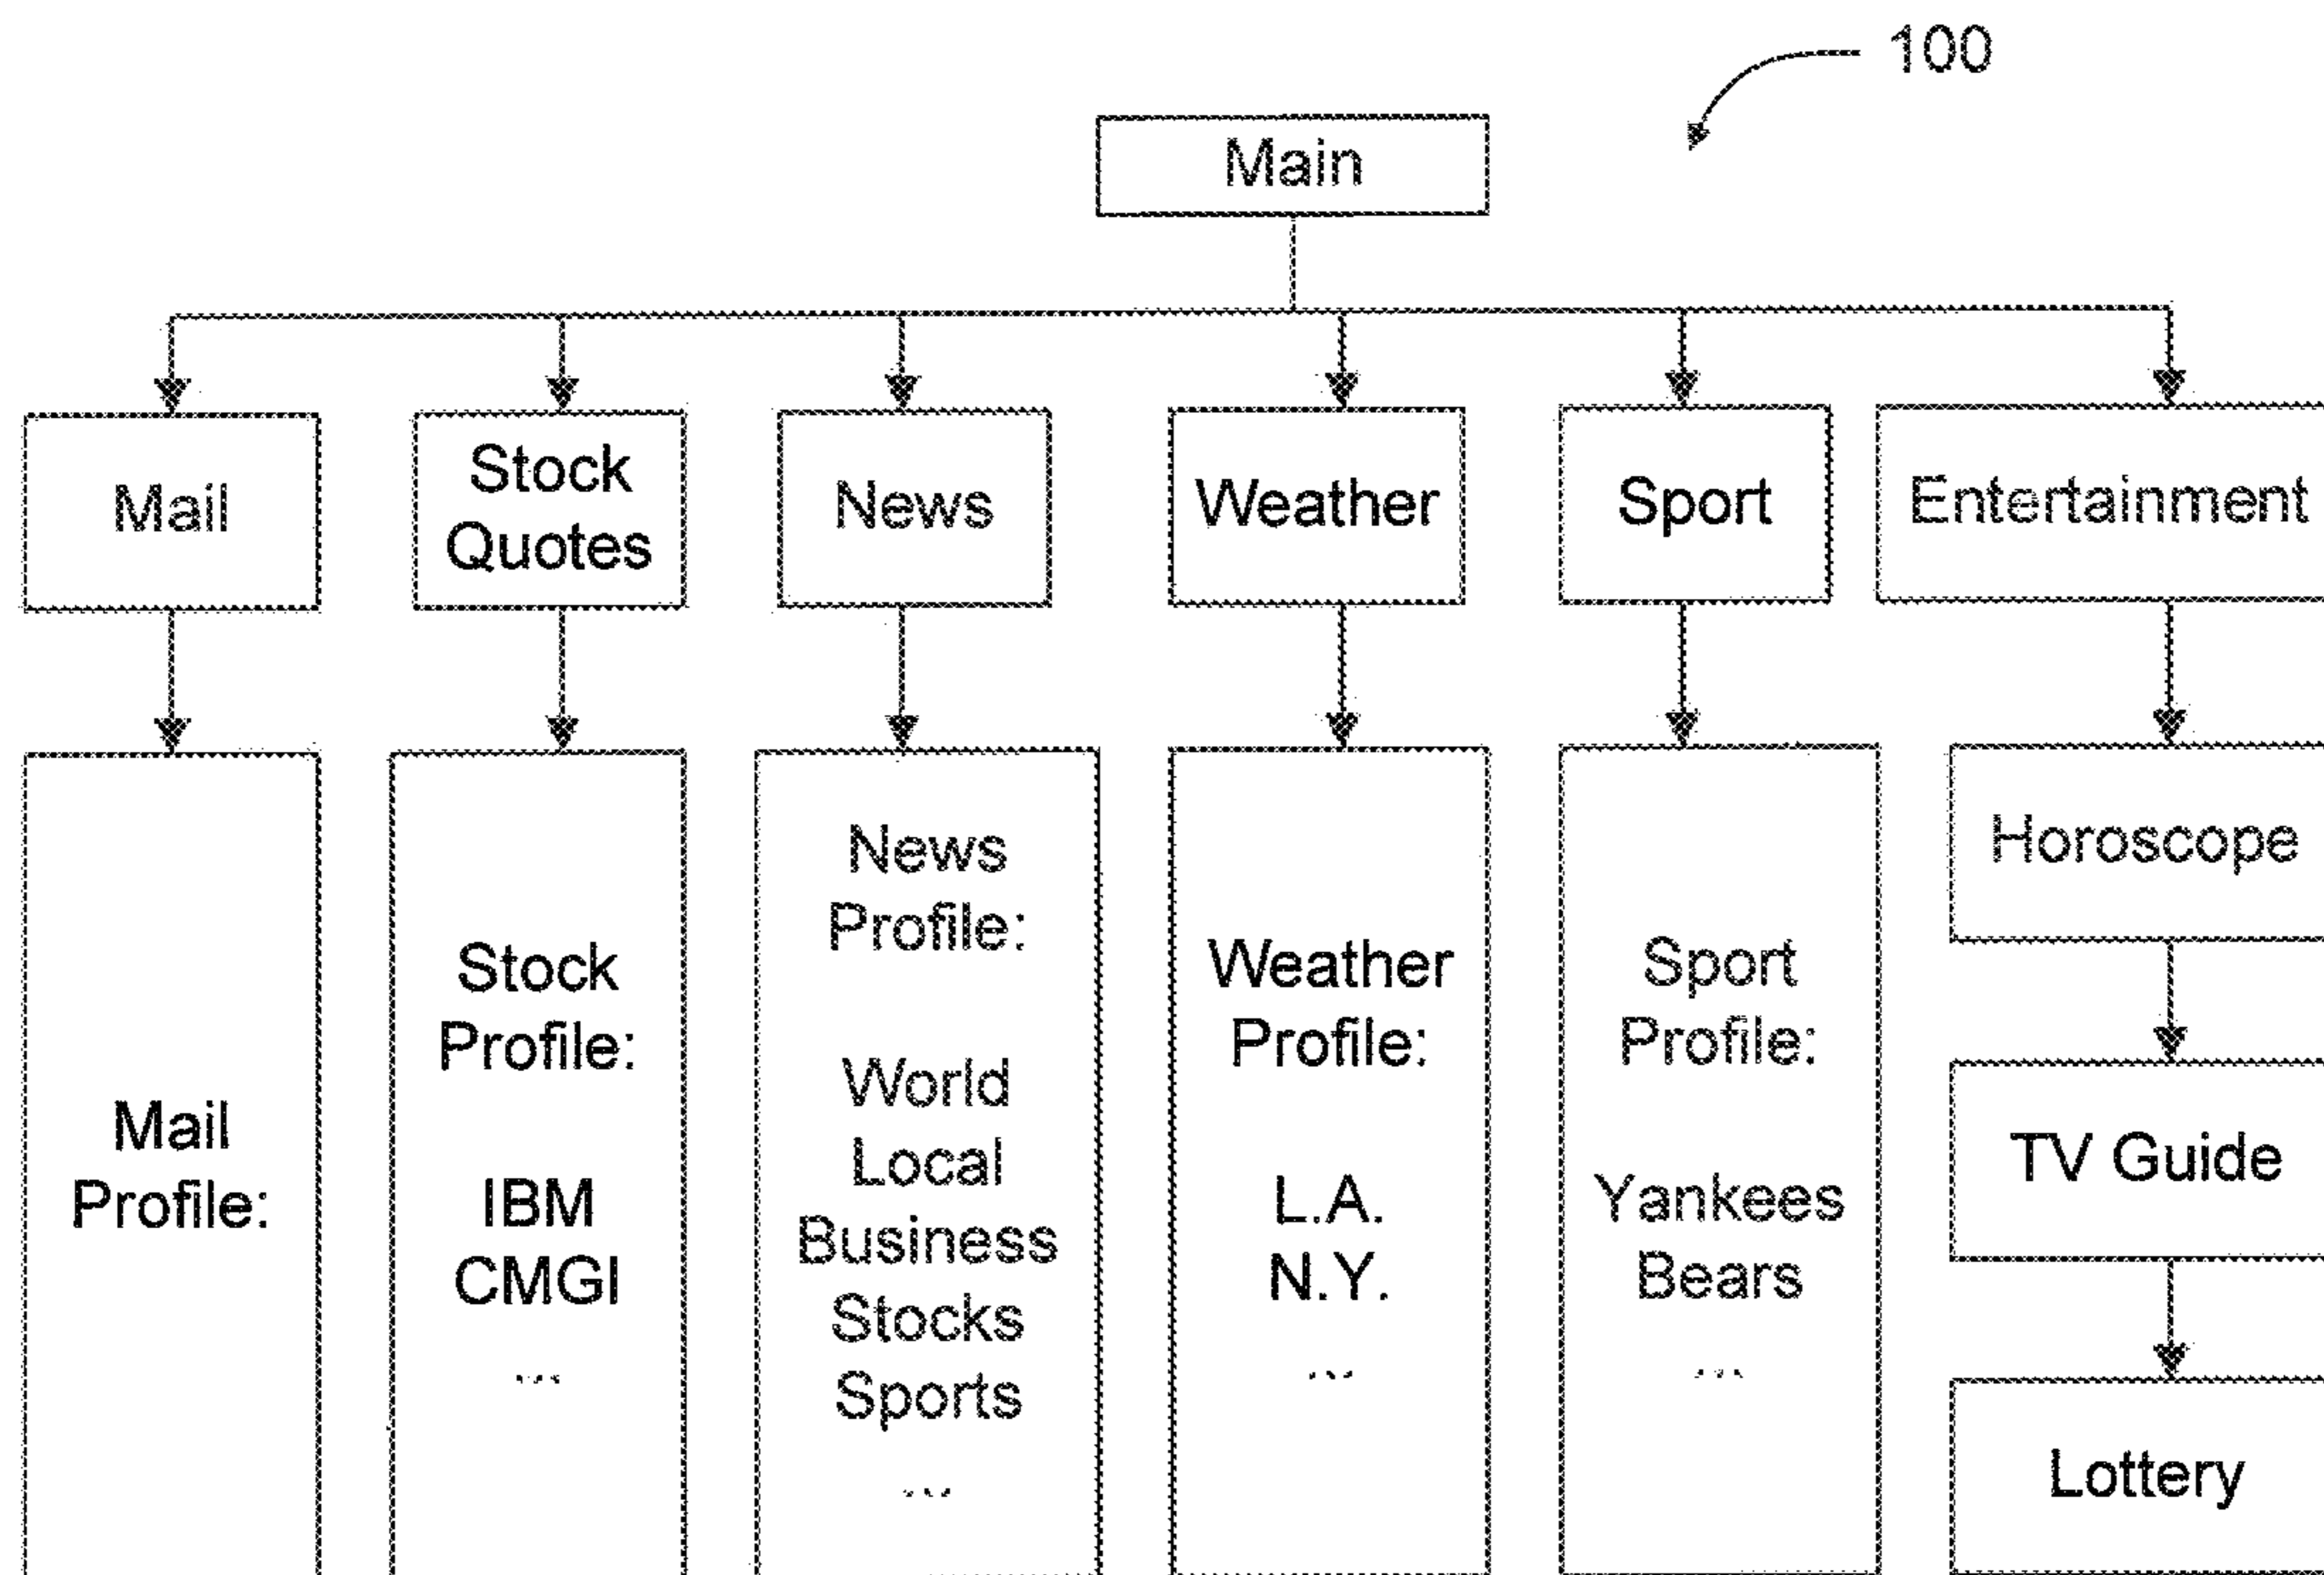 100
Main
Mail
Stock
Quotes
News
Weather
Sport
Entertainment
Mail
Profile:
Stock
Profile:
IBM
CMGI
...
News
Profile:
World
Local
Business
Stocks
Sports
...
Weather
Profile:
L.A.
N.Y.
...
Sport
Profile:
Yankees
Bears
...
Horoscope
TV Guide
Lottery